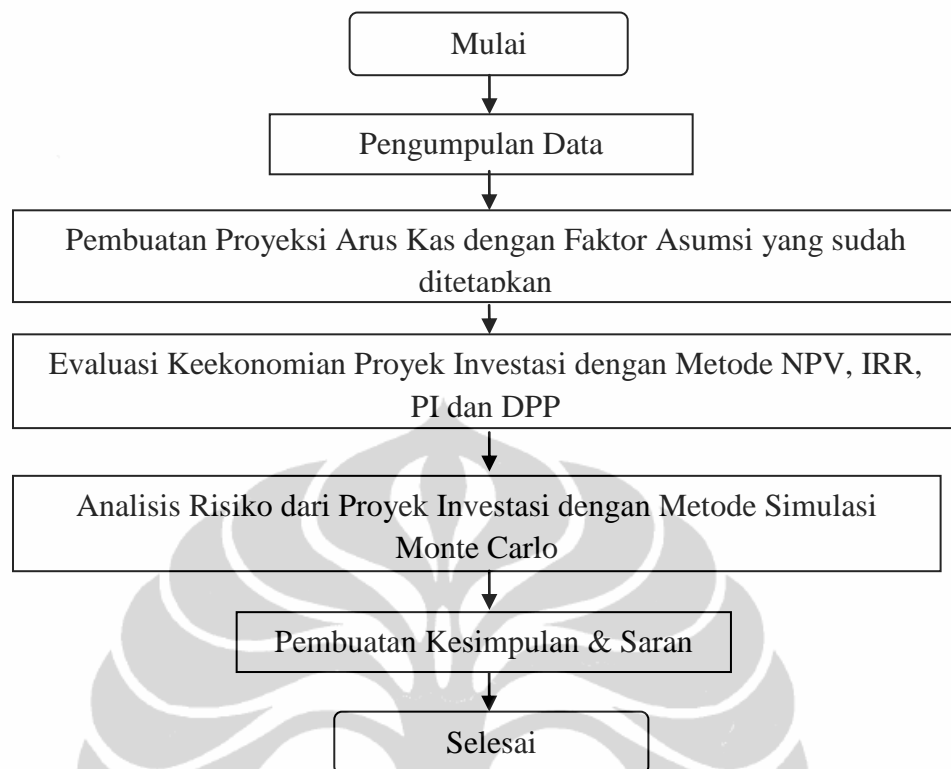 Mulai
Pengumpulan Data
Pembuatan Proyeksi Arus Kas dengan Faktor Asumsi yang sudah
ditetapkan
Evaluasi Keekonomian Proyek Investasi dengan Metode NPV, IRR,
PI dan DPP
Analisis Risiko dari Proyek Investasi dengan Metode Simulasi
Monte Carlo
Pembuatan Kesimpulan & Saran
Selesai